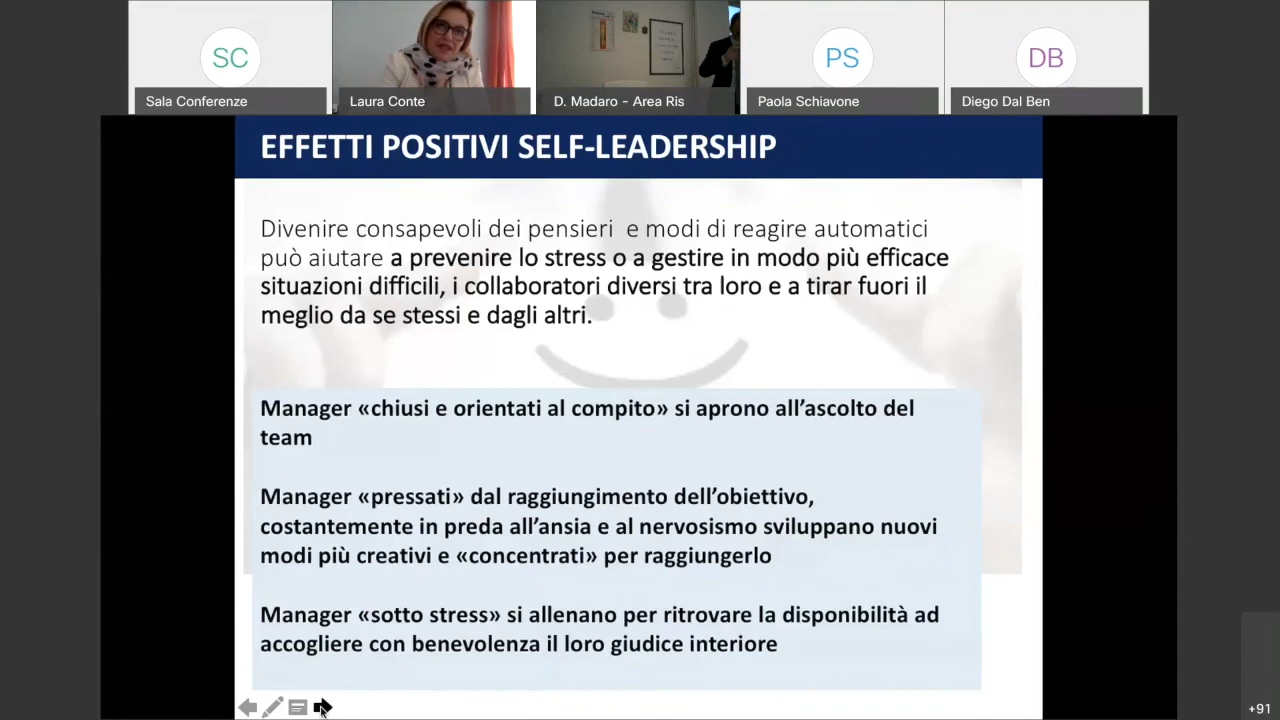 SC
PS
DB
Sala Conferenze
Laura Conte
D. Madaro - Area Ris
Paola Schiavone
Diego Dal Ben
EFFETTI POSITIVI SELF-LEADERSHIP
Divenire consapevoli dei pensieri e modi di reagire automatici
può aiutare a prevenire lo stress o a gestire in modo più efficace
situazioni difficili, i collaboratori diversi tra loro e a tirar fuori il
meglio da se stessi e dagli altri.
Manager «chiusi e orientati al compito» si aprono all’ascolto del
team
Manager «pressati» dal raggiungimento dell’obiettivo,
costantemente in preda all’ansia e al nervosismo sviluppano nuovi
modi più creativi e «concentrati» per raggiungerlo
Manager «sotto stress» si allenano per ritrovare la disponibilità ad
accogliere con benevolenza il loro giudice interiore
+91